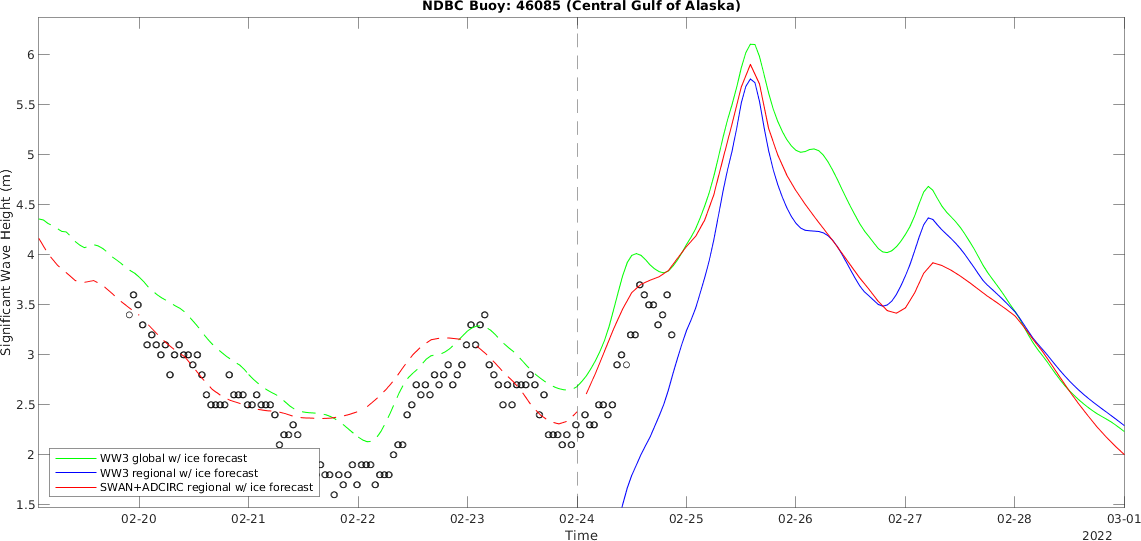 NDBC Buoy: 46085 (Central Gulf of Alaska)
Significant Wave Height (m)
6
5.5
5
4.5
4
3.5
3
2.5
2
1.5
WW3 global w/ ice forecast
WW3 regional w/ ice forecast
SWAN+ADCIRC regional w/ ice forecast
02-20 02-21 02-22 02-23 02-24 02-25 02-26 02-27 02-28 03-01
Time
2022